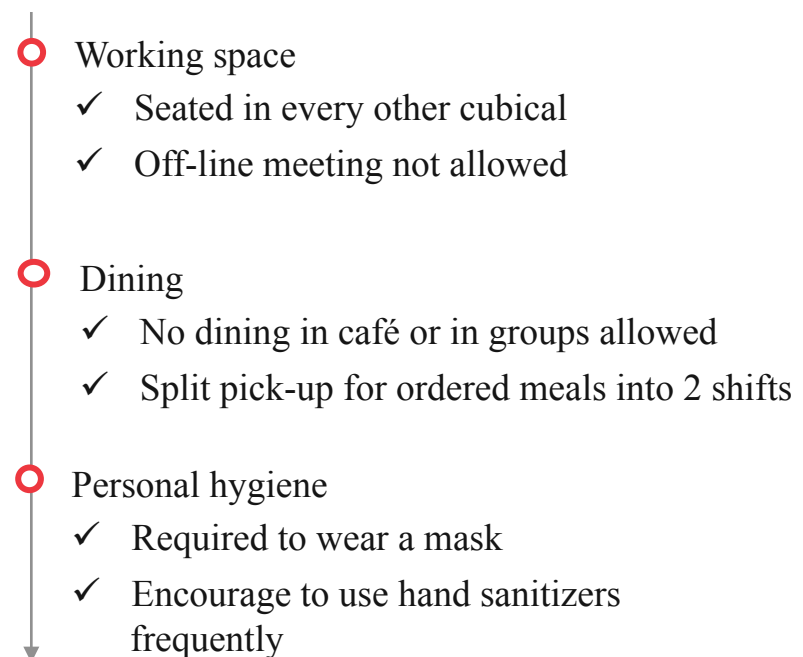 Working space
✓ Seated in every other cubical
✓ Off-line meeting not allowed
Dining
✓ No dining in café or in groups allowed
✓ Split pick-up for ordered meals into 2 shifts
Personal hygiene
✓ Required to wear a mask
✓ Encourage to use hand sanitizers
frequently